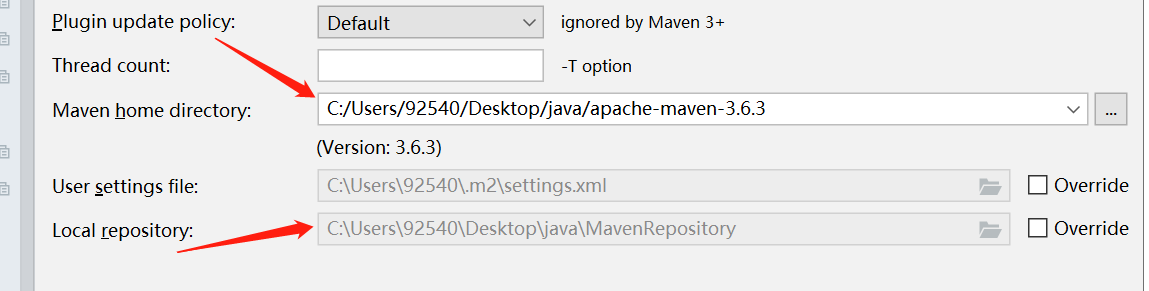 Plugin update policy: Default ignored by Maven 3+
Thread count: -T option
Maven home directory: C:/Users/92540/Desktop/java/apache-maven-3.6.3 ...
(Version: 3.6.3)
User settings file: C:\Users\92540\.m2\settings.xml Override
Local repository: C:\Users\92540\Desktop\java\MavenRepository Override